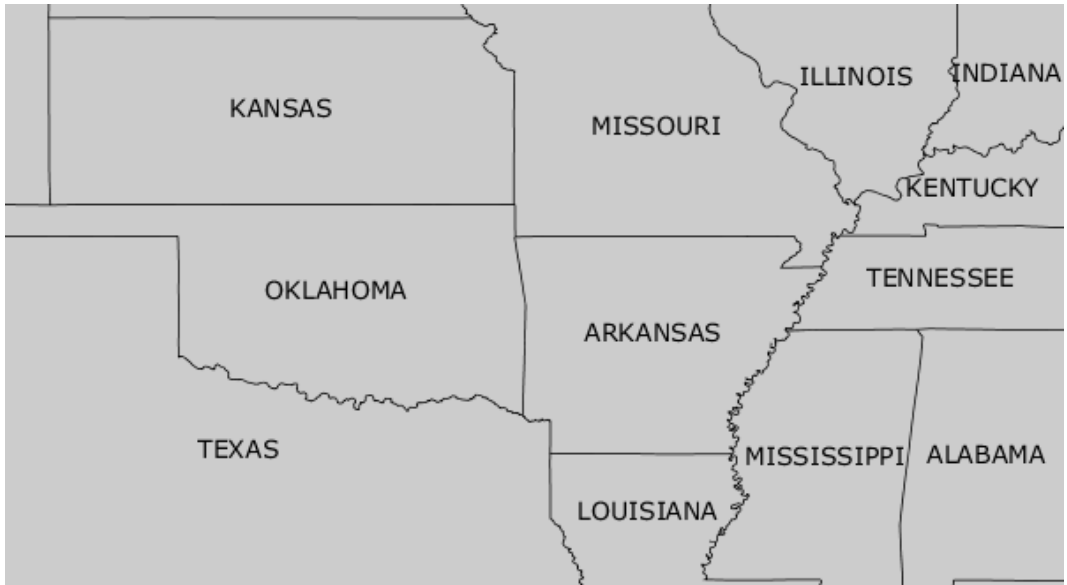 ILLINOIS
INDIANA
KANSAS
MISSOURI
KENTUCKY
TENNESSEE
OKLAHOMA
ARKANSAS
TEXAS
MISSISSIPPI
ALABAMA
LOUISIANA